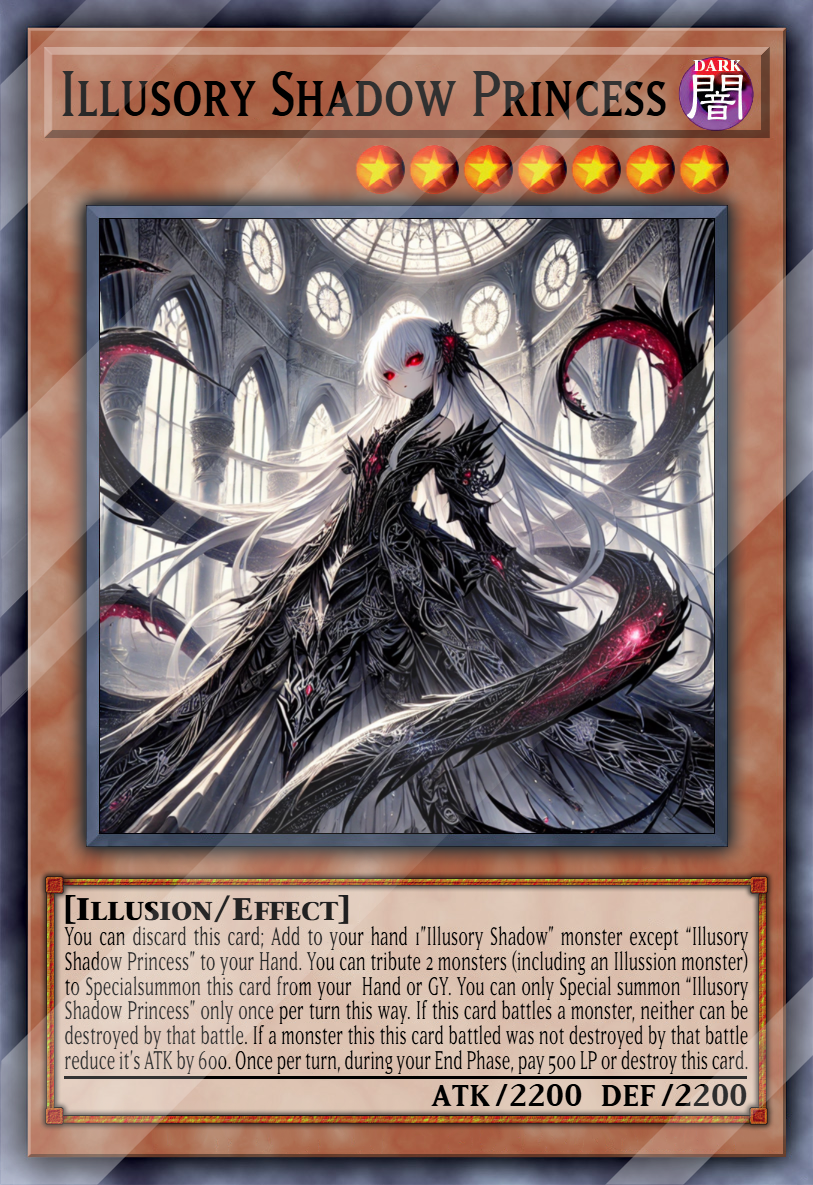 Illusory Shadow Princess
DARK
闇
[Illusion/Effect]
You can discard this card; Add to your hand 1"Illusory Shadow" monster except “Illusory
Shadow Princess” to your Hand. You can tribute 2 monsters (including an Illussion monster)
to Specialsummon this card from your Hand or GY. You can only Special summon “Illusory
Shadow Princess” only once per turn this way. If this card battles a monster, neither can be
destroyed by that battle. If a monster this this card battled was not destroyed by that battle
reduce it's ATK by 600. Once per turn, during your End Phase, pay 500 LP or destroy this card.
ATK/2200 DEF/2200